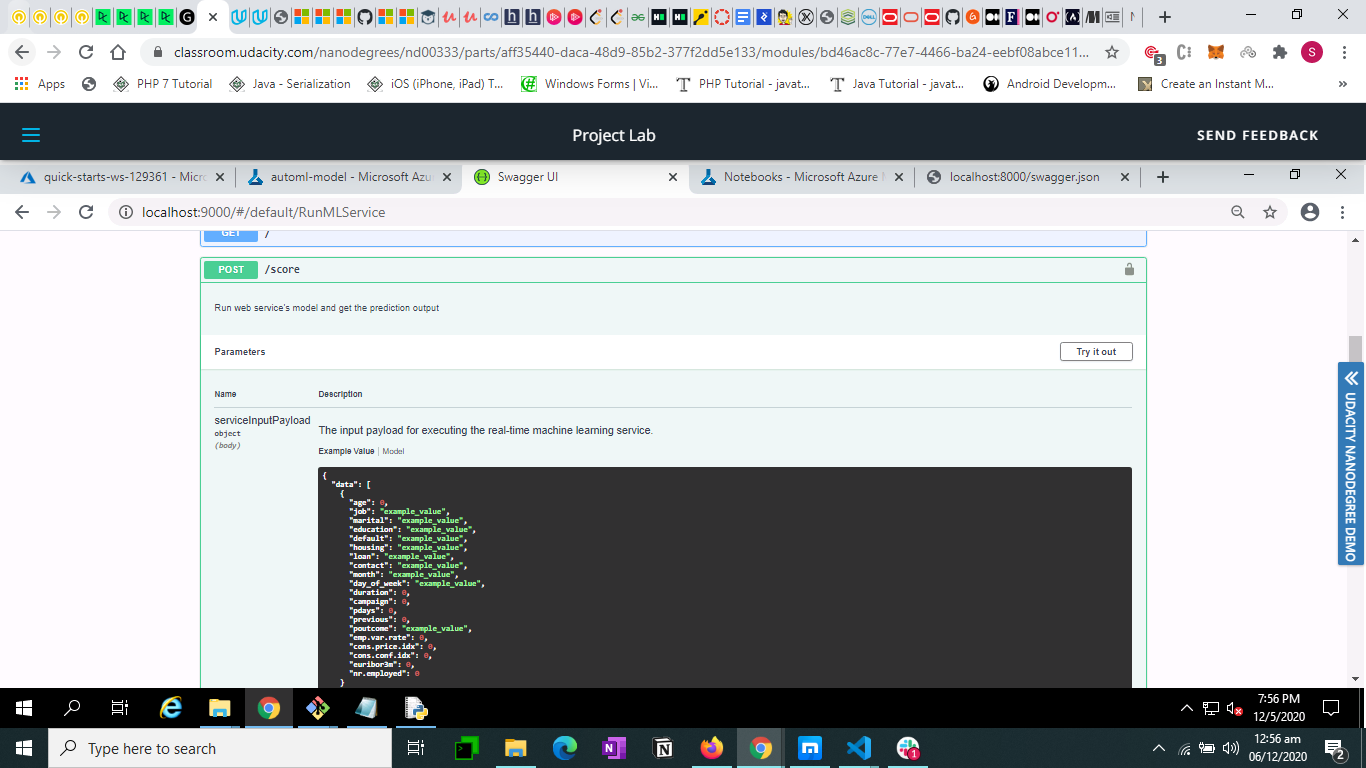 classroom.udacity.com/nanodegrees/nd00333/parts/aff35440-daca-48d9-85b2-377f2dd5e133/modules/bd46ac8c-77e7-4466-ba24-eebf08abce11...
3
S
Apps
PHP 7 Tutorial
Java - Serialization
iOS (iPhone, iPad) T...
Windows Forms | Vi...
PHP Tutorial - javat...
Java Tutorial - javat...
Android Developm...
Create an Instant M...
»
Project Lab
SEND FEEDBACK
quick-starts-ws-129361 - Micr
automl-model - Microsoft Azu
Swagger UI
Notebooks - Microsoft Azure
localhost:8000/swagger.json
localhost:9000/#/default/RunMLService
GET /
POST /score
Run web service's model and get the prediction output
Parameters
Try it out
Name Description
serviceInputPayload
object
(body)
The input payload for executing the real-time machine learning service.
Example Value | Model
{
"data": [
{
"age": 0,
"job": "example_value",
"marital": "example_value",
"education": "example_value",
"default": "example_value",
"housing": "example_value",
"loan": "example_value",
"contact": "example_value",
"month": "example_value",
"day_of_week": "example_value",
"duration": 0,
"campaign": 0,
"pdays": 0,
"previous": 0,
"poutcome": "example_value",
"emp.var.rate": 0,
"cons.price.idx": 0,
"cons.conf.idx": 0,
"euribor3m": 0,
"nr.employed": 0
}
UDACITY NANODEGREE DEMO
7:56 PM
12/5/2020
Type here to search
1
12:56 am
06/12/2020
2